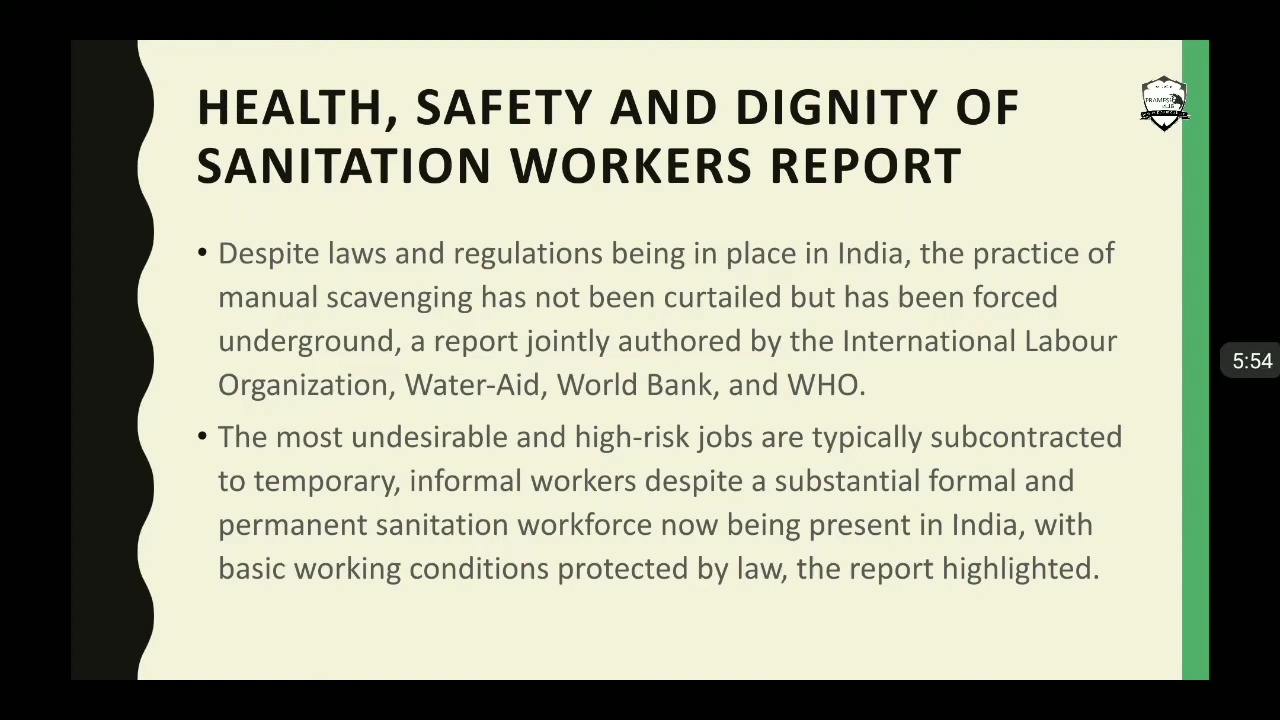 HEALTH, SAFETY AND DIGNITY OF
SANITATION WORKERS REPORT
• Despite laws and regulations being in place in India, the practice of
manual scavenging has not been curtailed but has been forced
underground, a report jointly authored by the International Labour
Organization, Water-Aid, World Bank, and WHO.
• The most undesirable and high-risk jobs are typically subcontracted
to temporary, informal workers despite a substantial formal and
permanent sanitation workforce now being present in India, with
basic working conditions protected by law, the report highlighted.
5:54